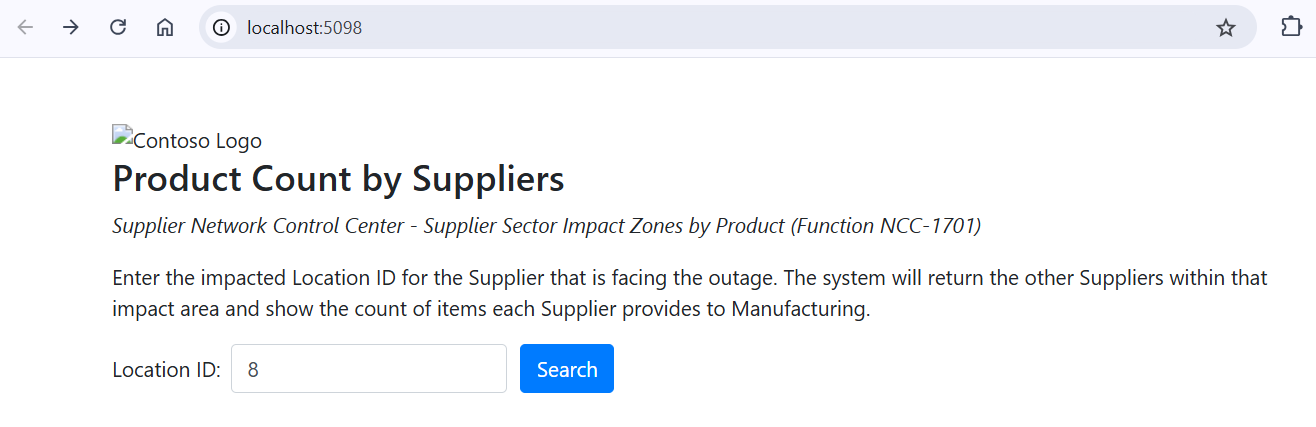 localhost:5098
Contoso Logo
Product Count by Suppliers
Supplier Network Control Center - Supplier Sector Impact Zones by Product (Function NCC-1701)
Enter the impacted Location ID for the Supplier that is facing the outage. The system will return the other Suppliers within that
impact area and show the count of items each Supplier provides to Manufacturing.
Location ID: 8 Search